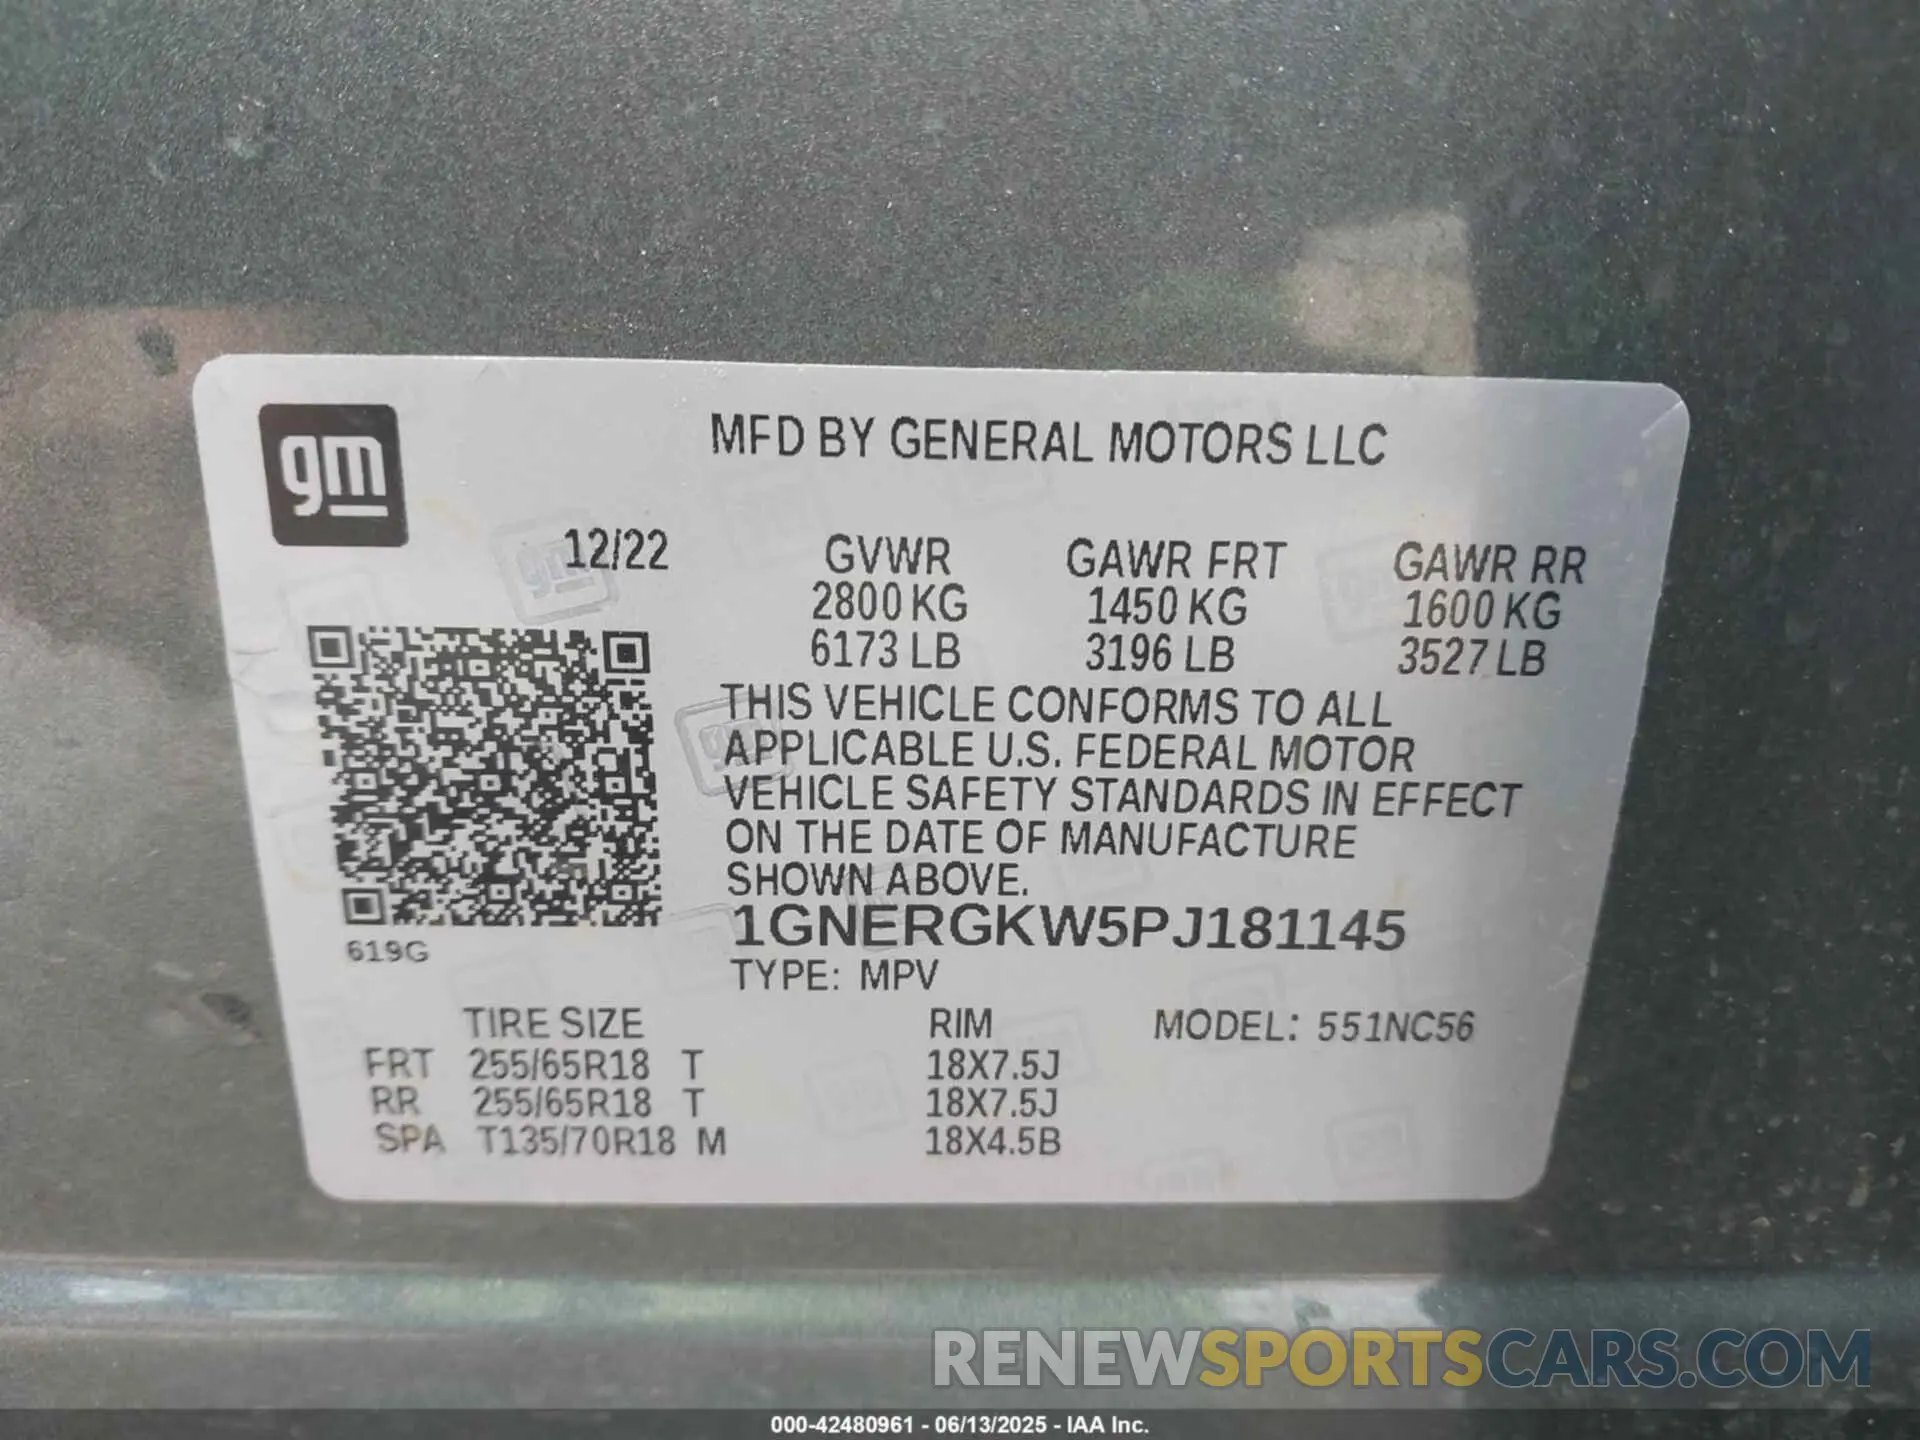 gm
MFD BY GENERAL MOTORS LLC
12/22 GVWR GAWR FRT GAWR RR
2800 KG 1450 KG 1600 KG
6173 LB 3196 LB 3527 LB
THIS VEHICLE CONFORMS TO ALL
APPLICABLE U.S. FEDERAL MOTOR
VEHICLE SAFETY STANDARDS IN EFFECT
ON THE DATE OF MANUFACTURE
SHOWN ABOVE.
1GNERGKW5PJ181145
619G
TYPE: MPV
TIRE SIZE RIM MODEL: 551NC56
FRT 255/65R18 T 18X7.5J
RR 255/65R18 T 18X7.5J
SPA T135/70R18 M 18X4.5B
RENEWSPORTSCARS.COM
000-42480961 - 06/13/2025 - IAA Inc.